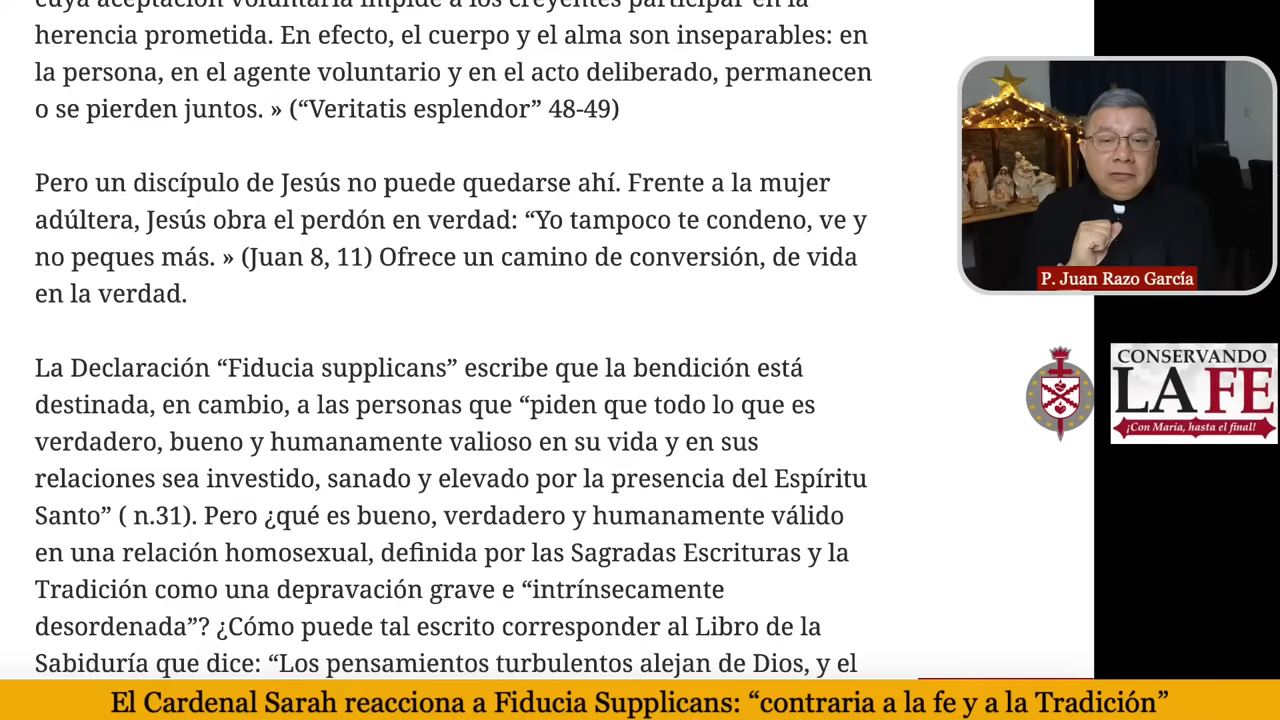 cuya aceptación voluntaria impide a los creyentes participar en la
herencia prometida. En efecto, el cuerpo y el alma son inseparables: en
la persona, en el agente voluntario y en el acto deliberado, permanecen
o se pierden juntos. » (“Veritatis esplendor” 48-49)
Pero un discípulo de Jesús no puede quedarse ahí. Frente a la mujer
adúltera, Jesús obra el perdón en verdad: “Yo tampoco te condeno, ve y
no peques más. » (Juan 8, 11) Ofrece un camino de conversión, de vida
en la verdad.
La Declaración “Fiducia supplicans” escribe que la bendición está
destinada, en cambio, a las personas que “piden que todo lo que es
verdadero, bueno y humanamente valioso en su vida y en sus
relaciones sea investido, sanado y elevado por la presencia del Espíritu
Santo” ( n.31). Pero ¿qué es bueno, verdadero y humanamente válido
en una relación homosexual, definida por las Sagradas Escrituras y la
Tradición como una depravación grave e “intrínsecamente
desordenada”? ¿Cómo puede tal escrito corresponder al Libro de la
Sabiduría que dice: “Los pensamientos turbulentos alejan de Dios, y el
P. Juan Razo García
CONSERVANDO
LA FE
¡Con María, hasta el final!
El Cardenal Sarah reacciona a Fiducia Supplicans: “contraria a la fe y a la Tradición”